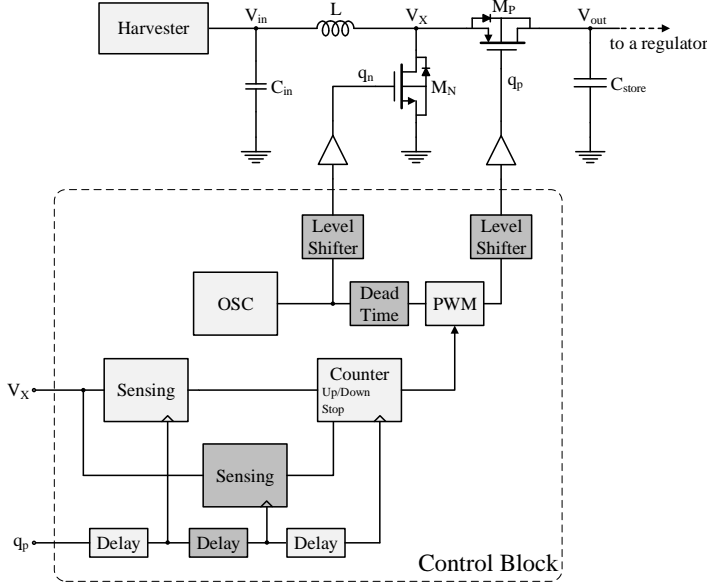 Harvester
V_in
L
V_X
M_P
V_out
to a regulator
C_in
q_n
M_N
q_p
C_store
Level
Shifter
Level
Shifter
OSC
Dead
Time
PWM
V_X
Sensing
Counter
Up/Down
Stop
Sensing
q_p
Delay
Delay
Delay
Control Block